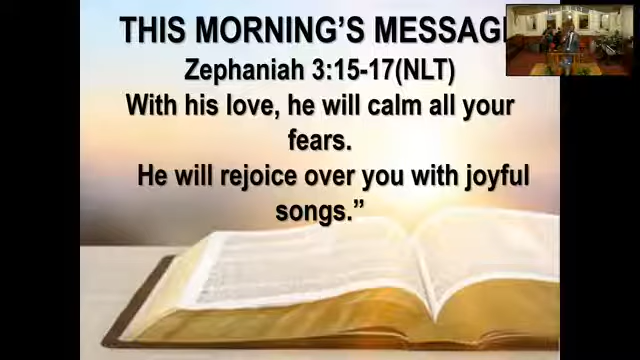 THIS MORNING’S MESSAG
Zephaniah 3:15-17(NLT)
With his love, he will calm all your
fears.
He will rejoice over you with joyful
songs.”